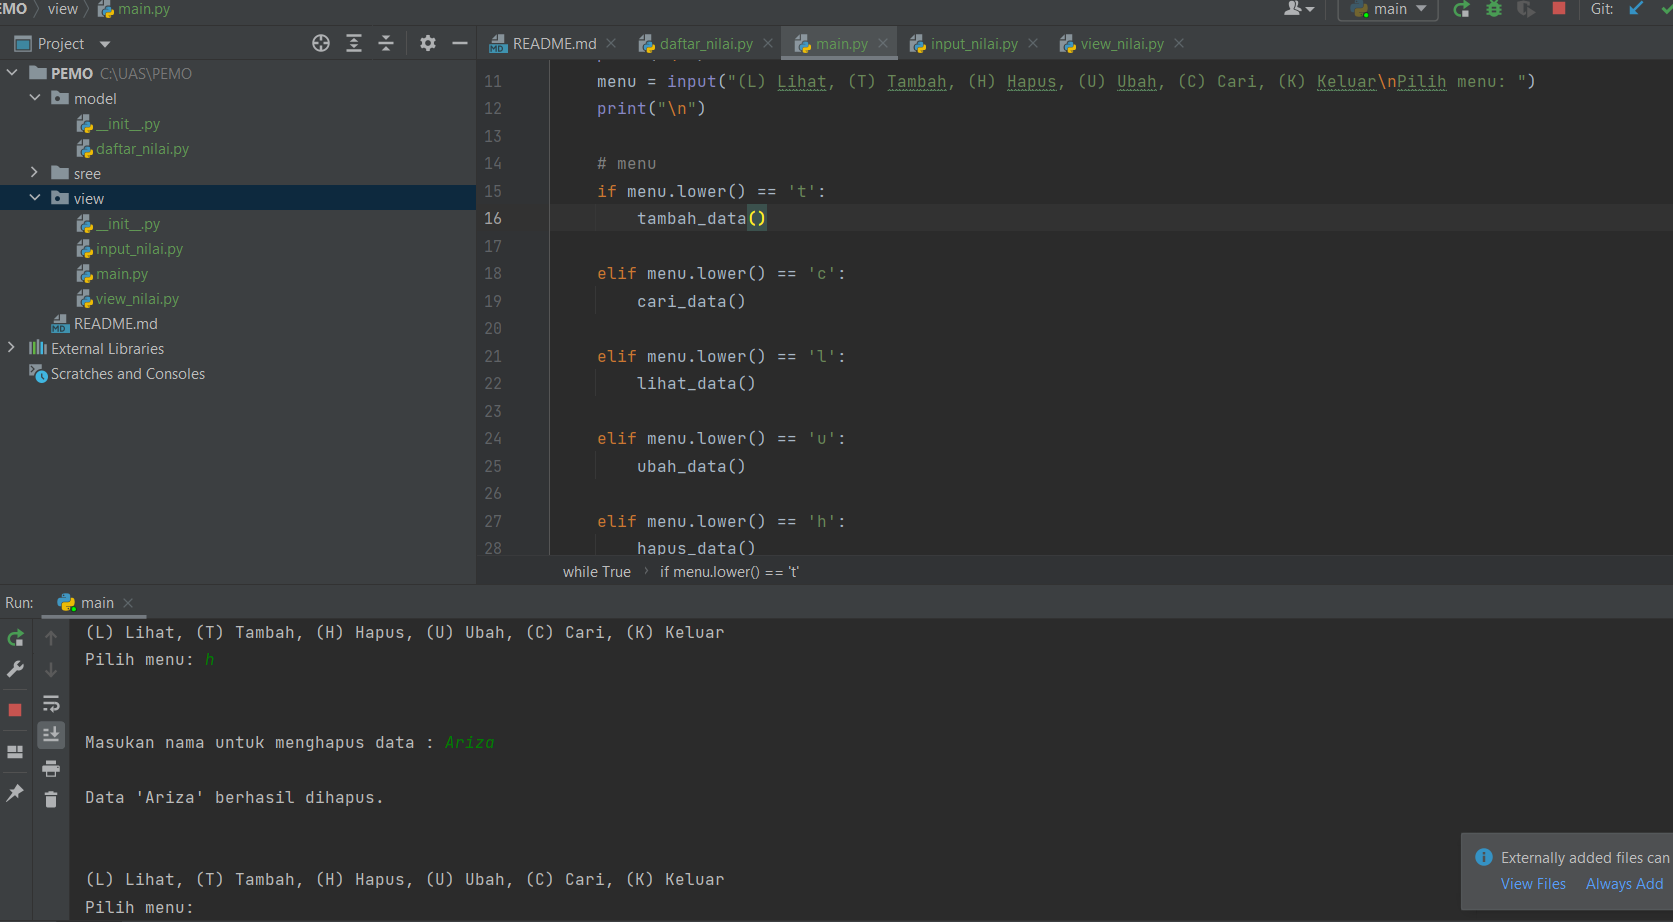 EMO view main.py
main Git:
Project
README.md daftar_nilai.py main.py input_nilai.py view_nilai.py
PEMO C:\UAS\PEMO
model
__init__.py
daftar_nilai.py
sree
view
__init__.py
input_nilai.py
main.py
view_nilai.py
README.md
External Libraries
Scratches and Consoles
11 menu = input("(L) Lihat, (T) Tambah, (H) Hapus, (U) Ubah, (C) Cari, (K) Keluar\nPilih menu: ")
12 print("\n")
13
14 # menu
15 if menu.lower() == 't':
16 tambah_data()
17
18 elif menu.lower() == 'c':
19 cari_data()
20
21 elif menu.lower() == 'l':
22 lihat_data()
23
24 elif menu.lower() == 'u':
25 ubah_data()
26
27 elif menu.lower() == 'h':
28 hapus_data()
while True › if menu.lower() == 't'
Run: main
(L) Lihat, (T) Tambah, (H) Hapus, (U) Ubah, (C) Cari, (K) Keluar
Pilih menu: h
Masukan nama untuk menghapus data : Ariza
Data 'Ariza' berhasil dihapus.
(L) Lihat, (T) Tambah, (H) Hapus, (U) Ubah, (C) Cari, (K) Keluar
Pilih menu:
Externally added files can
View Files Always Add